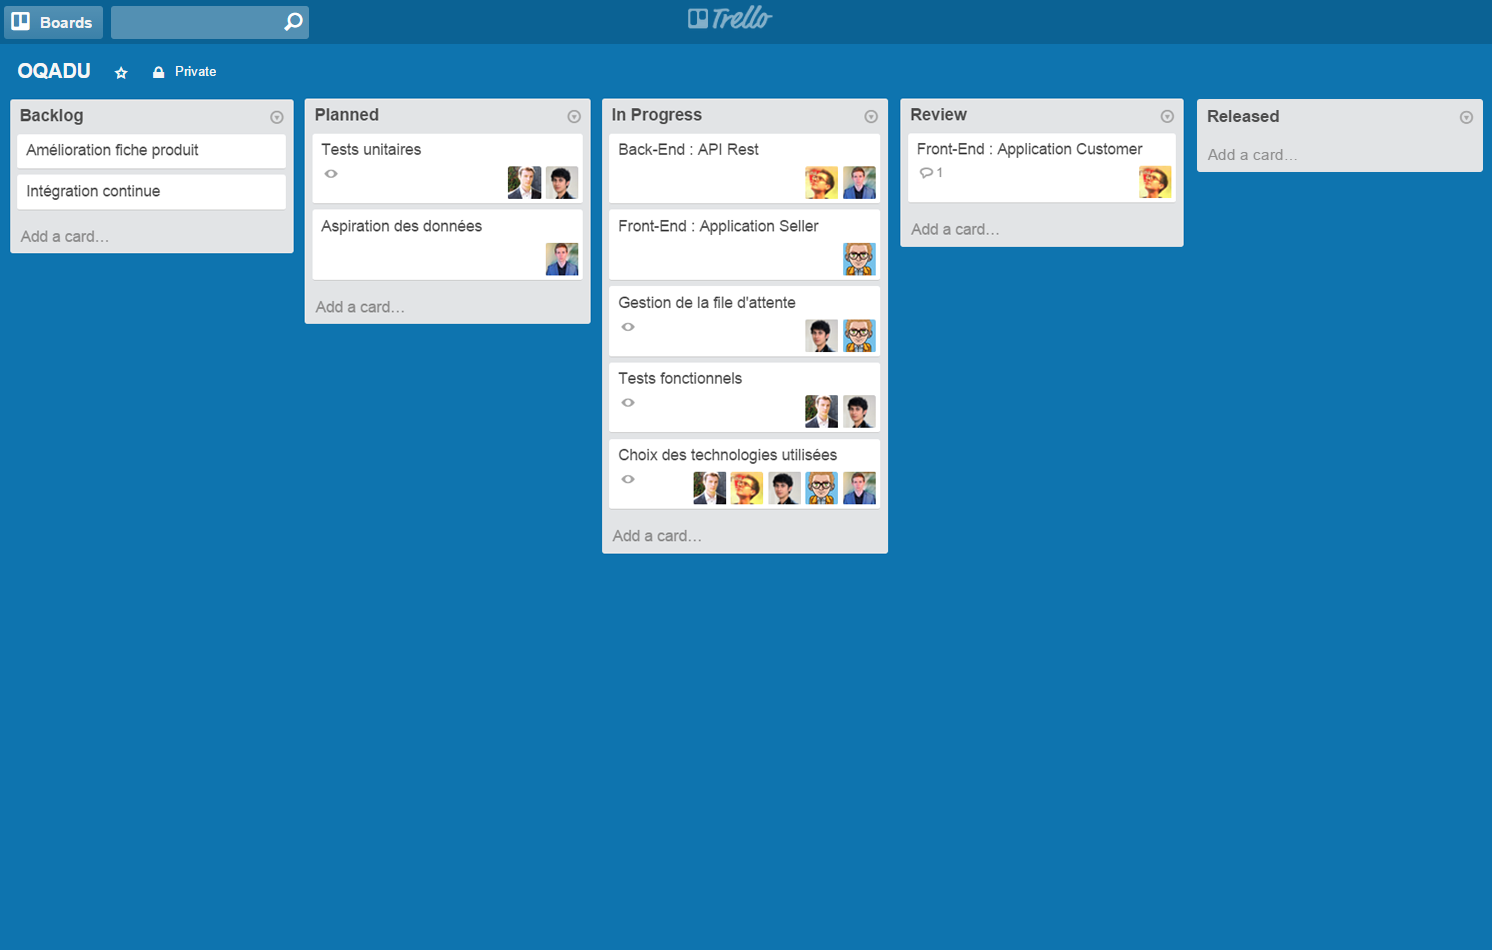 Boards
Trello
OQADU
Private
Backlog
Amélioration fiche produit
Intégration continue
Add a card…
Planned
Tests unitaires
Aspiration des données
Add a card…
In Progress
Back-End : API Rest
Front-End : Application Seller
Gestion de la file d'attente
Tests fonctionnels
Choix des technologies utilisées
Add a card…
Review
Front-End : Application Customer
1
Add a card…
Released
Add a card…